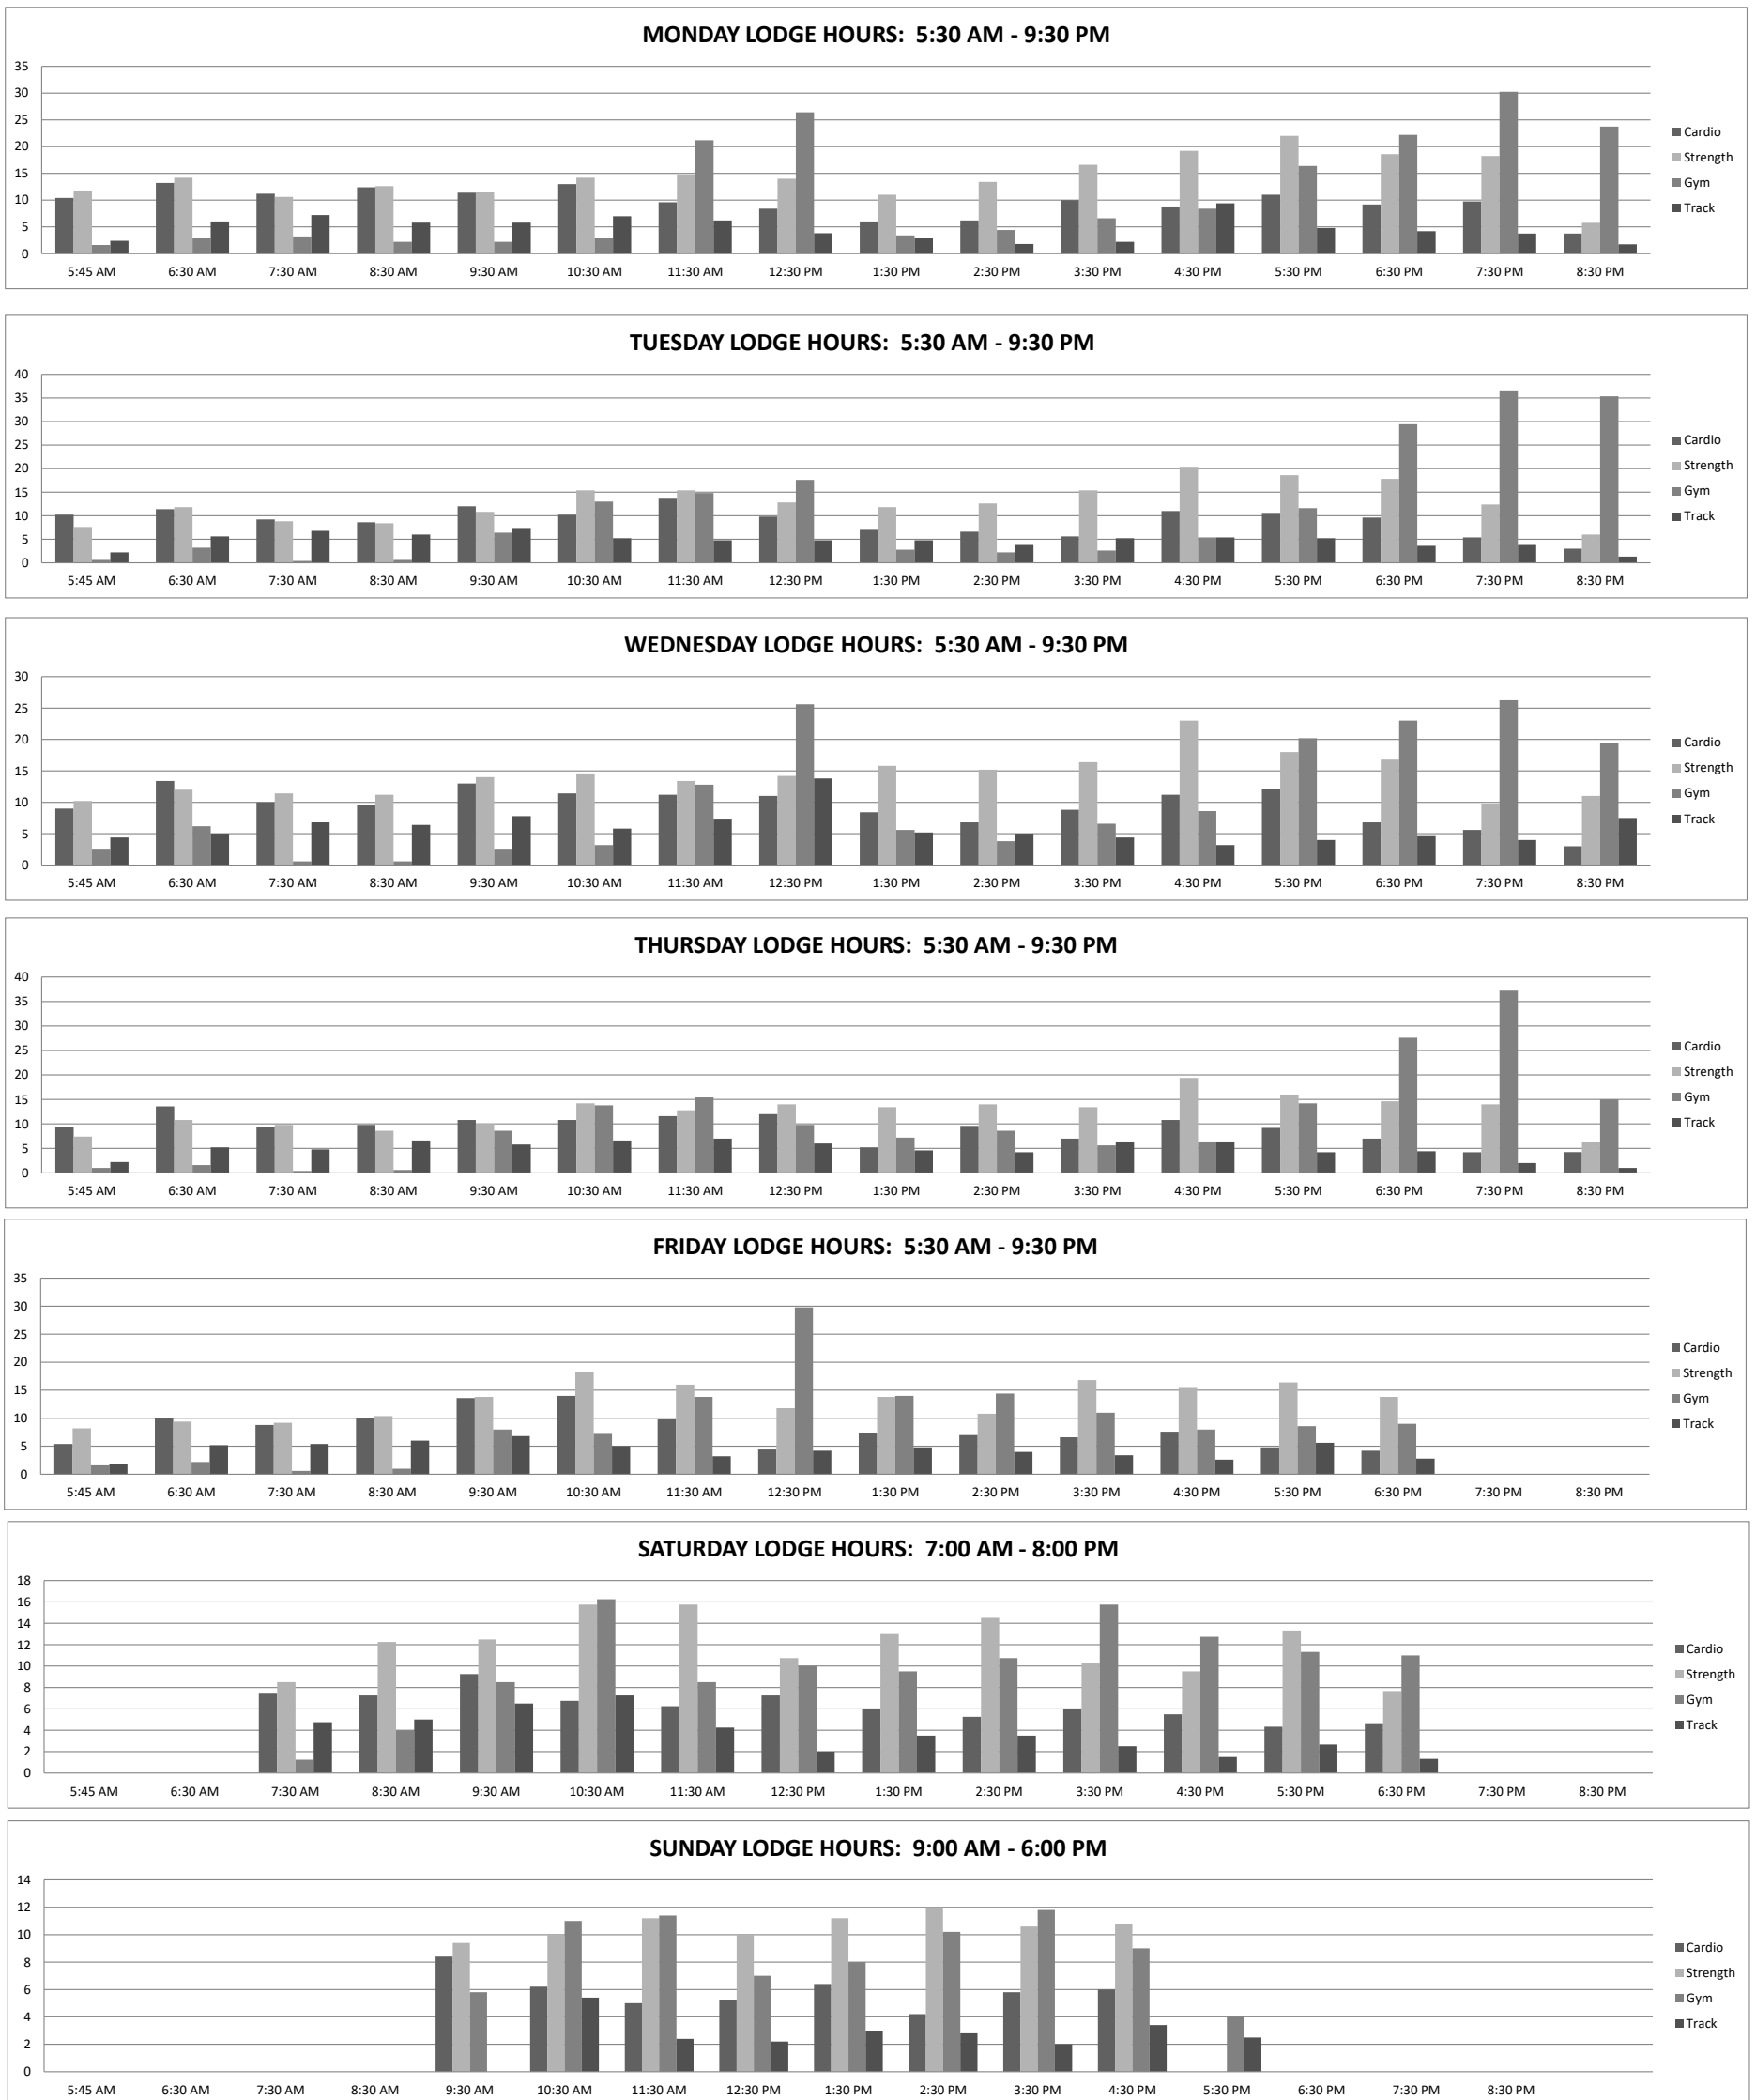 MONDAY LODGE HOURS:  5:30 AM - 9:30 PM
35
30
25
20
15
10
5
0
5:45 AM 6:30 AM 7:30 AM 8:30 AM 9:30 AM 10:30 AM 11:30 AM 12:30 PM 1:30 PM 2:30 PM 3:30 PM 4:30 PM 5:30 PM 6:30 PM 7:30 PM 8:30 PM
Cardio
Strength
Gym
Track
TUESDAY LODGE HOURS:  5:30 AM - 9:30 PM
40
35
30
25
20
15
10
5
0
5:45 AM 6:30 AM 7:30 AM 8:30 AM 9:30 AM 10:30 AM 11:30 AM 12:30 PM 1:30 PM 2:30 PM 3:30 PM 4:30 PM 5:30 PM 6:30 PM 7:30 PM 8:30 PM
Cardio
Strength
Gym
Track
WEDNESDAY LODGE HOURS:  5:30 AM - 9:30 PM
30
25
20
15
10
5
0
5:45 AM 6:30 AM 7:30 AM 8:30 AM 9:30 AM 10:30 AM 11:30 AM 12:30 PM 1:30 PM 2:30 PM 3:30 PM 4:30 PM 5:30 PM 6:30 PM 7:30 PM 8:30 PM
Cardio
Strength
Gym
Track
THURSDAY LODGE HOURS:  5:30 AM - 9:30 PM
40
35
30
25
20
15
10
5
0
5:45 AM 6:30 AM 7:30 AM 8:30 AM 9:30 AM 10:30 AM 11:30 AM 12:30 PM 1:30 PM 2:30 PM 3:30 PM 4:30 PM 5:30 PM 6:30 PM 7:30 PM 8:30 PM
Cardio
Strength
Gym
Track
FRIDAY LODGE HOURS:  5:30 AM - 9:30 PM
35
30
25
20
15
10
5
0
5:45 AM 6:30 AM 7:30 AM 8:30 AM 9:30 AM 10:30 AM 11:30 AM 12:30 PM 1:30 PM 2:30 PM 3:30 PM 4:30 PM 5:30 PM 6:30 PM 7:30 PM 8:30 PM
Cardio
Strength
Gym
Track
SATURDAY LODGE HOURS:  7:00 AM - 8:00 PM
18
16
14
12
10
8
6
4
2
0
5:45 AM 6:30 AM 7:30 AM 8:30 AM 9:30 AM 10:30 AM 11:30 AM 12:30 PM 1:30 PM 2:30 PM 3:30 PM 4:30 PM 5:30 PM 6:30 PM 7:30 PM 8:30 PM
Cardio
Strength
Gym
Track
SUNDAY LODGE HOURS:  9:00 AM - 6:00 PM
14
12
10
8
6
4
2
0
5:45 AM 6:30 AM 7:30 AM 8:30 AM 9:30 AM 10:30 AM 11:30 AM 12:30 PM 1:30 PM 2:30 PM 3:30 PM 4:30 PM 5:30 PM 6:30 PM 7:30 PM 8:30 PM
Cardio
Strength
Gym
Track